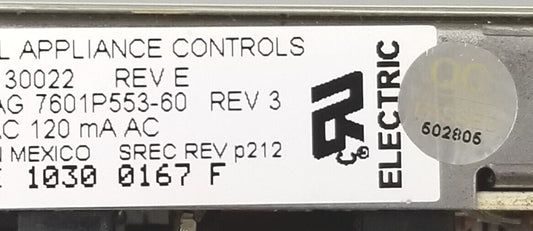 L APPLIANCE CONTROLS
30022 REV E
AG 7601P553-60 REV 3
AC 120 mA AC
N MEXICO SREC REV p212
1030 0167 F
ELECTRIC
502805